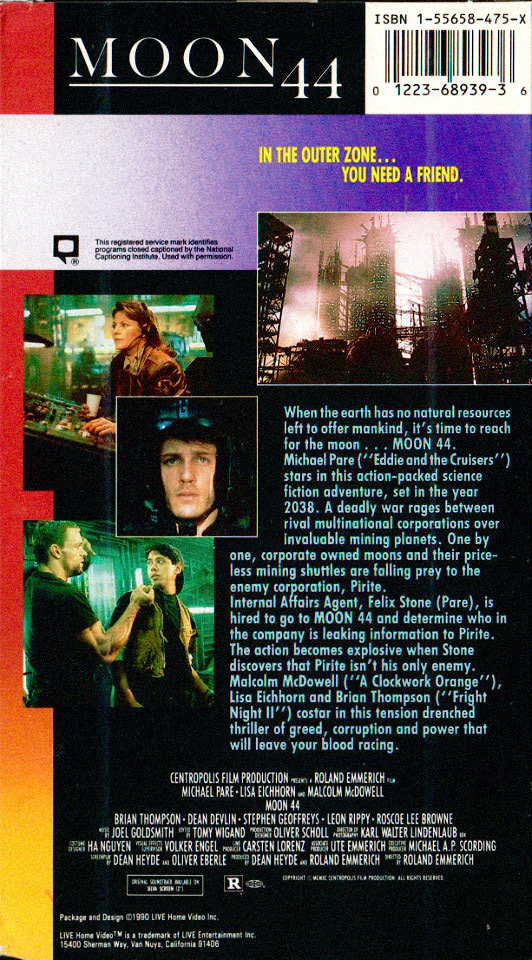 MOON 44
ISBN 1-55658-475-X
0 1223-68939-3 6
IN THE OUTER ZONE...
YOU NEED A FRIEND.
This registered service mark identifies
programs closed captioned by the National
Captioning Institute. Used with permission.
When the earth has no natural resources
left to offer mankind, it's time to reach
for the moon . . . MOON 44.
Michael Pare (''Eddie and the Cruisers'')
stars in this action-packed science
fiction adventure, set in the year
2038. A deadly war rages between
rival multinational corporations over
invaluable mining planets. One by
one, corporate owned moons and their price-
less mining shuttles are falling prey to the
enemy corporation, Pirite.
Internal Affairs Agent, Felix Stone (Pare), is
hired to go to MOON 44 and determine who in
the company is leaking information to Pirite.
The action becomes explosive when Stone
discovers that Pirite isn't his only enemy.
Malcolm McDowell (''A Clockwork Orange''),
Lisa Eichhorn and Brian Thompson (''Fright
Night II'') costar in this tension drenched
thriller of greed, corruption and power that
will leave your blood racing.
CENTROPOLIS FILM PRODUCTION PRESENTS A ROLAND EMMERICH FILM
MICHAEL PARE • LISA EICHHORN AND MALCOLM McDOWELL
MOON 44
BRIAN THOMPSON • DEAN DEVLIN • STEPHEN GEOFFREYS • LEON RIPPY • ROSCOE LEE BROWNE
MUSIC BY JOEL GOLDSMITH EDITED BY TOMY WIGAND PRODUCTION DESIGNER OLIVER SCHOLL DIRECTOR OF PHOTOGRAPHY KARL WALTER LINDENLAUB BVK
COSTUME DESIGNER HA NGUYEN VISUAL EFFECTS SUPERVISOR VOLKER ENGEL LINE PRODUCER CARSTEN LORENZ ASSOCIATE PRODUCER UTE EMMERICH EXECUTIVE PRODUCER MICHAEL A.P. SCORDING
SCREENPLAY BY DEAN HEYDE AND OLIVER EBERLE PRODUCED BY DEAN HEYDE AND ROLAND EMMERICH DIRECTED BY ROLAND EMMERICH
ORIGINAL SOUNDTRACK AVAILABLE ON
SILVA SCREEN CD'S
R
COPYRIGHT © MCMXC CENTROPOLIS FILM PRODUCTION. ALL RIGHTS RESERVED.
Package and Design ©1990 LIVE Home Video Inc.
LIVE Home Video™ is a trademark of LIVE Entertainment Inc.
15400 Sherman Way, Van Nuys, California 91406